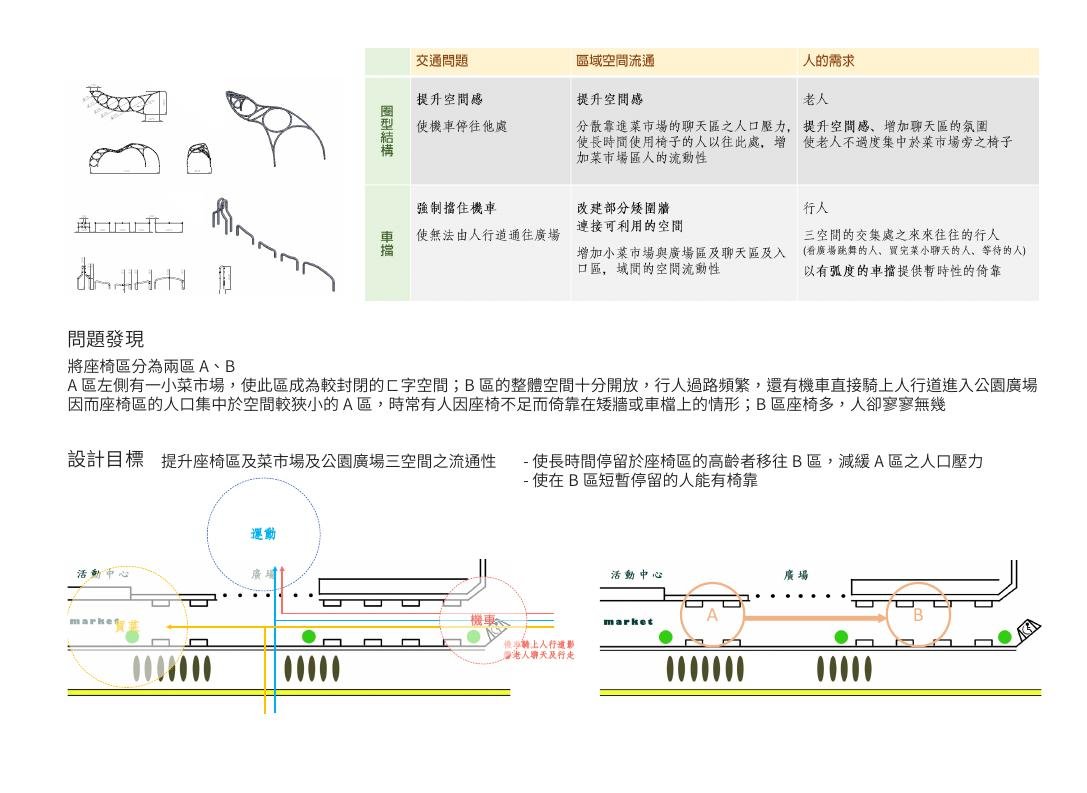 交通問題
區域空間流通
人的需求
圈型結構
提升空間感
使機車停往他處
提升空間感
分散靠進菜市場的聊天區之人口壓力，
使長時間使用椅子的人以往此處，增
加菜市場區人的流動性
老人
提升空間感、增加聊天區的氛圍
使老人不過度集中於菜市場旁之椅子
車擋
強制擋住機車
使無法由人行道通往廣場
改建部分矮圍牆
連接可利用的空間
增加小菜市場與廣場區及聊天區及入
口區，域間的空間流動性
行人
三空間的交集處之來來往往的行人
(看廣場跳舞的人、買完菜小聊天的人、等待的人)
以有弧度的車擋提供暫時性的倚靠
問題發現
將座椅區分為兩區 A、B
A 區左側有一小菜市場，使此區成為較封閉的ㄈ字空間；B 區的整體空間十分開放，行人過路頻繁，還有機車直接騎上人行道進入公園廣場
因而座椅區的人口集中於空間較狹小的 A 區，時常有人因座椅不足而倚靠在矮牆或車檔上的情形；B 區座椅多，人卻寥寥無幾
設計目標 提升座椅區及菜市場及公園廣場三空間之流通性
- 使長時間停留於座椅區的高齡者移往 B 區，減緩 A 區之人口壓力
- 使在 B 區短暫停留的人能有椅靠
運動
活動中心
廣場
market
買菜
機車
機車騎上人行道影
響老人聊天及行走
活動中心
廣場
market
A
B